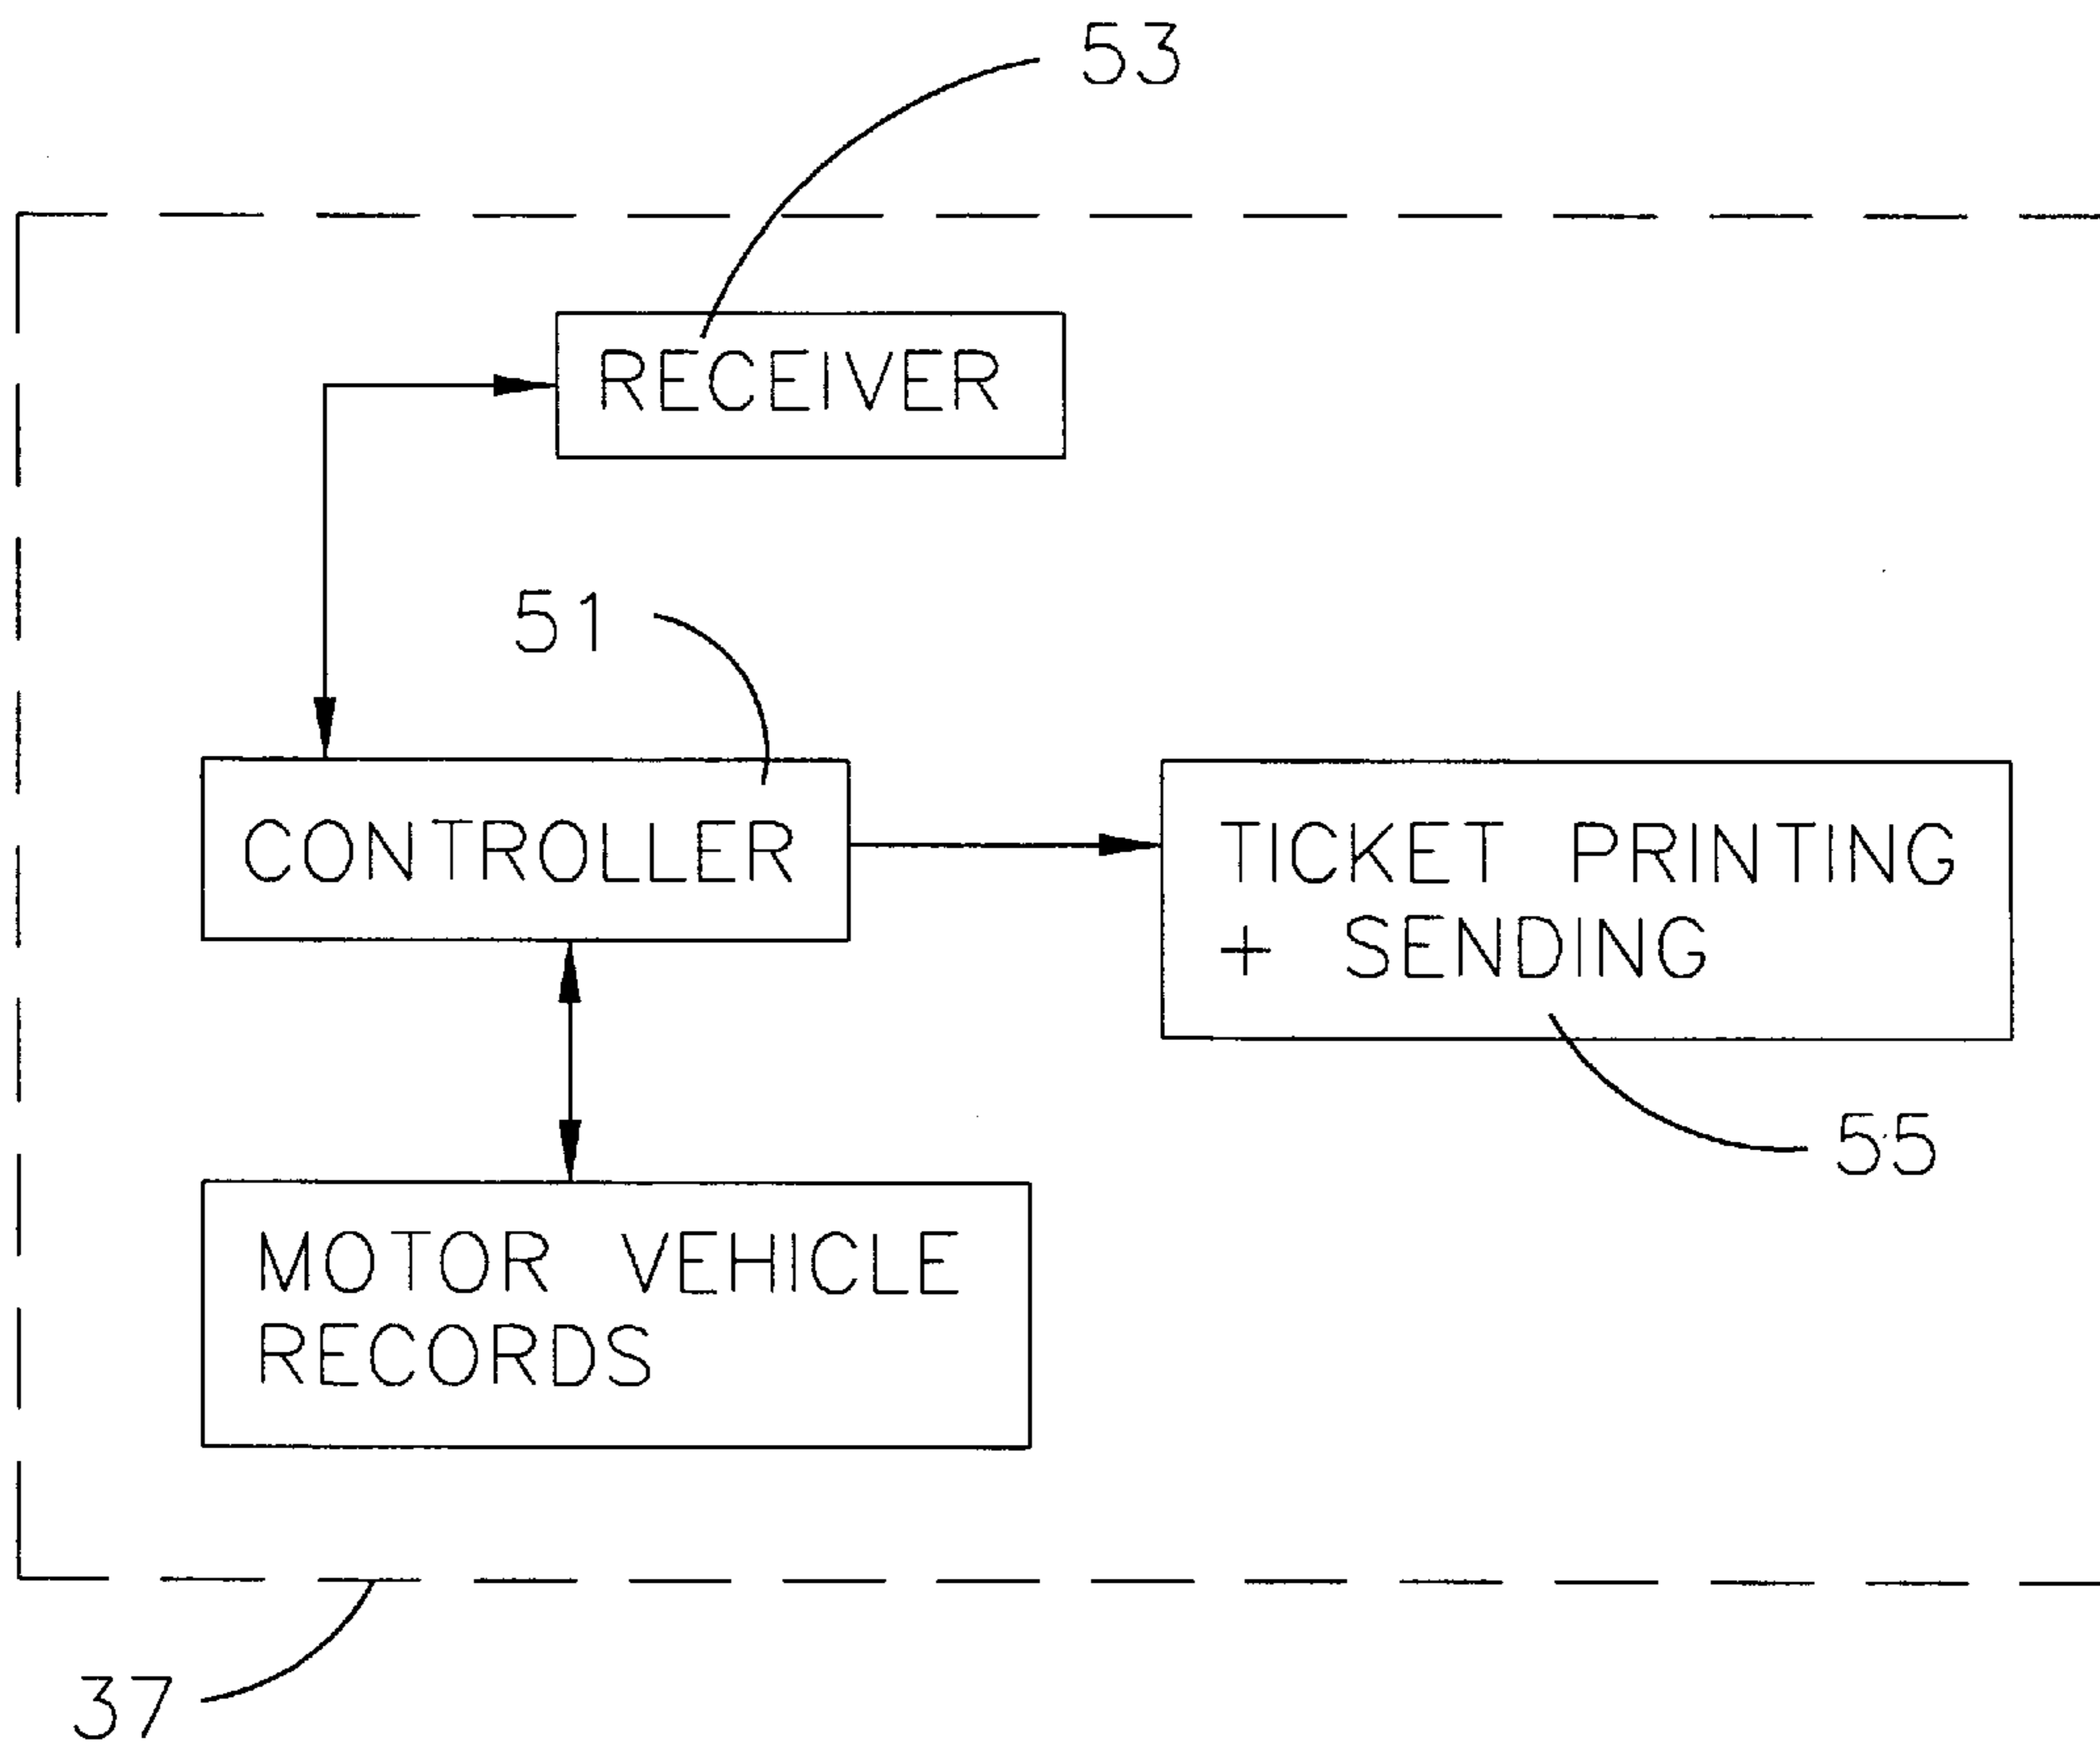 53
RECEIVER
51
CONTROLLER
TICKET PRINTING
+ SENDING
55
MOTOR VEHICLE
RECORDS
37